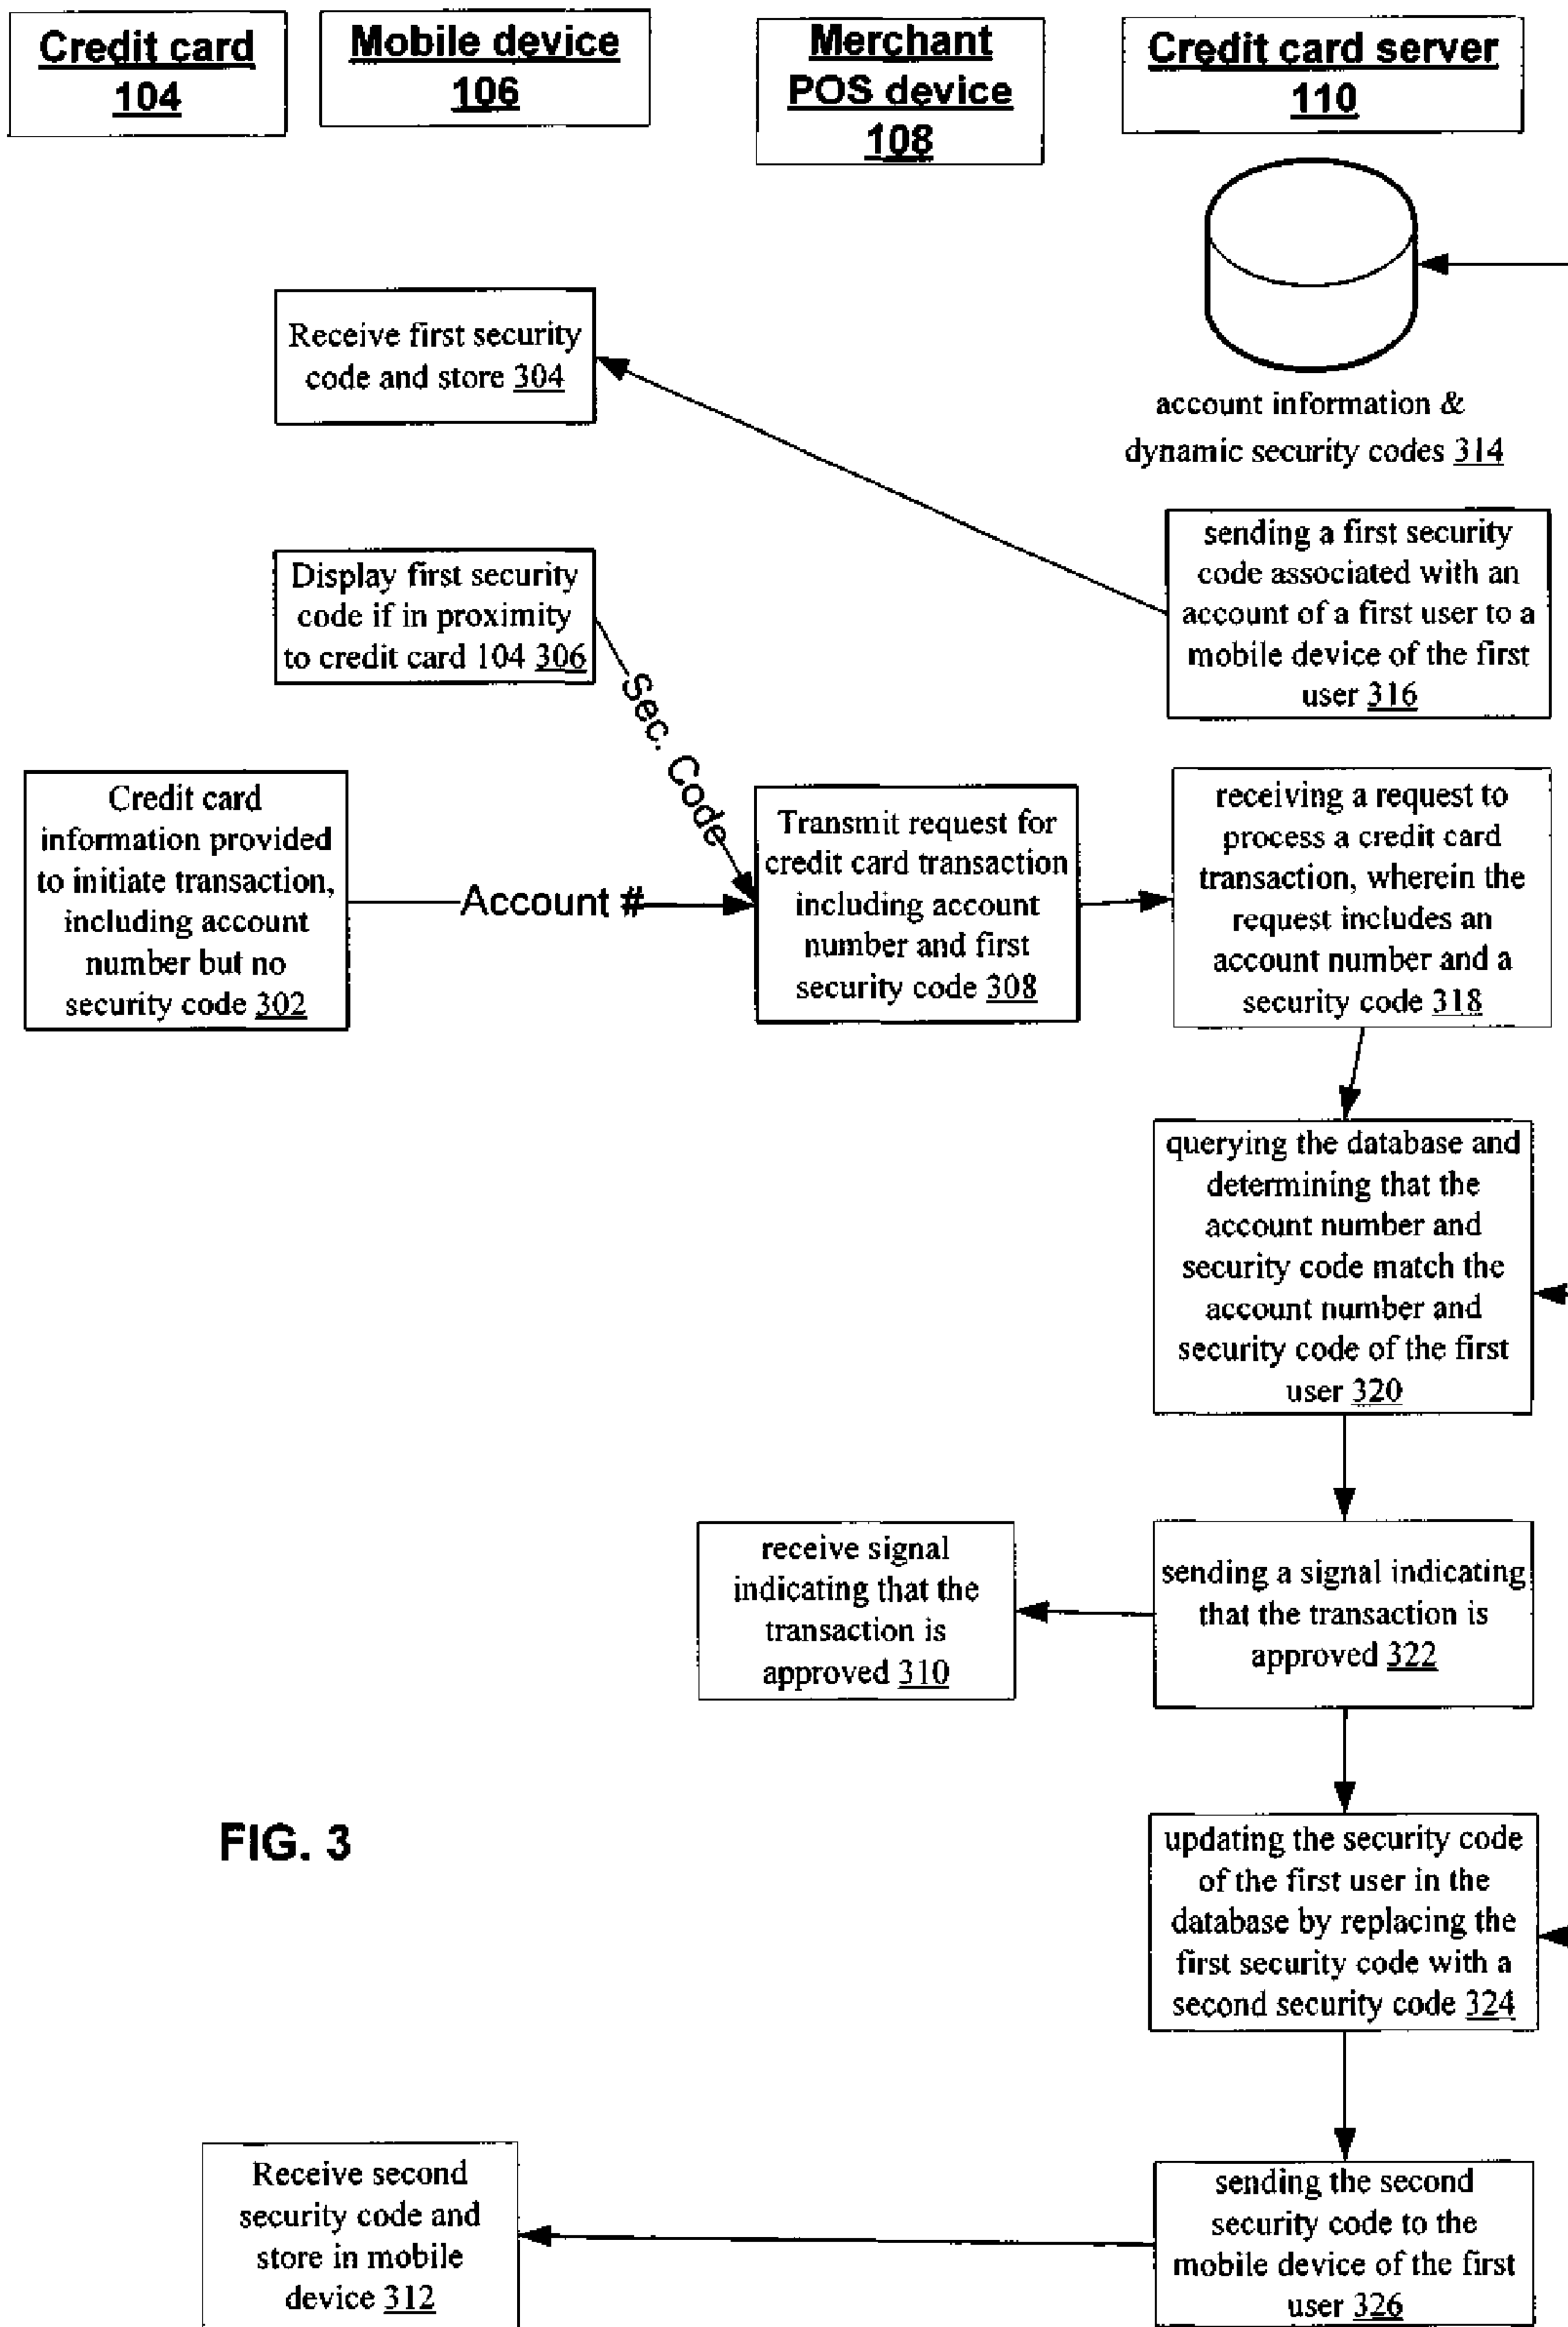 Credit card
104
Mobile device
106
Merchant
POS device
108
Credit card server
110
account information &
dynamic security codes 314
Receive first security
code and store 304
sending a first security
code associated with an
account of a first user to a
mobile device of the first
user 316
Display first security
code if in proximity
to credit card 104 306
Sec. Code
Credit card
information provided
to initiate transaction,
including account
number but no
security code 302
Account #
Transmit request for
credit card transaction
including account
number and first
security code 308
receiving a request to
process a credit card
transaction, wherein the
request includes an
account number and a
security code 318
querying the database and
determining that the
account number and
security code match the
account number and
security code of the first
user 320
receive signal
indicating that the
transaction is
approved 310
sending a signal indicating
that the transaction is
approved 322
FIG. 3
updating the security code
of the first user in the
database by replacing the
first security code with a
second security code 324
Receive second
security code and
store in mobile
device 312
sending the second
security code to the
mobile device of the first
user 326